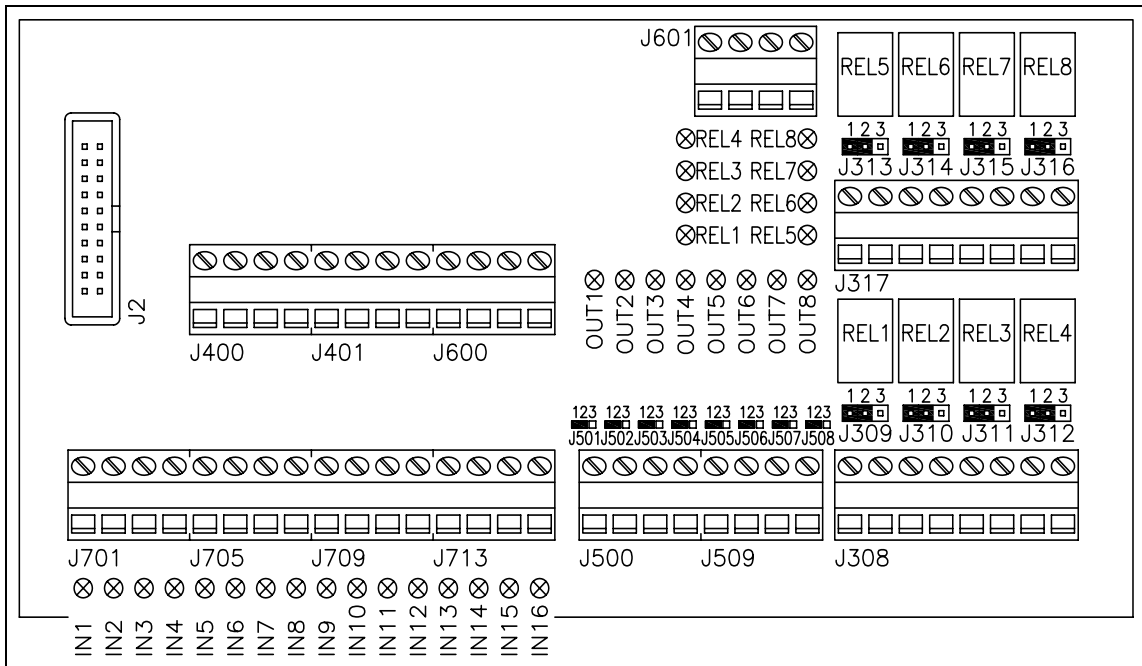 J601
REL5 REL6 REL7 REL8
123 123 123 123
J313 J314 J315 J316
REL4 REL8
REL3 REL7
REL2 REL6
REL1 REL5
J317
J2
OUT1 OUT2 OUT3 OUT4 OUT5 OUT6 OUT7 OUT8
J400 J401 J600
REL1 REL2 REL3 REL4
123 123 123 123
J309 J310 J311 J312
123 123 123 123 123 123 123 123
J501 J502 J503 J504 J505 J506 J507 J508
J701 J705 J709 J713
J500 J509
J308
IN1 IN2 IN3 IN4 IN5 IN6 IN7 IN8 IN9 IN10 IN11 IN12 IN13 IN14 IN15 IN16